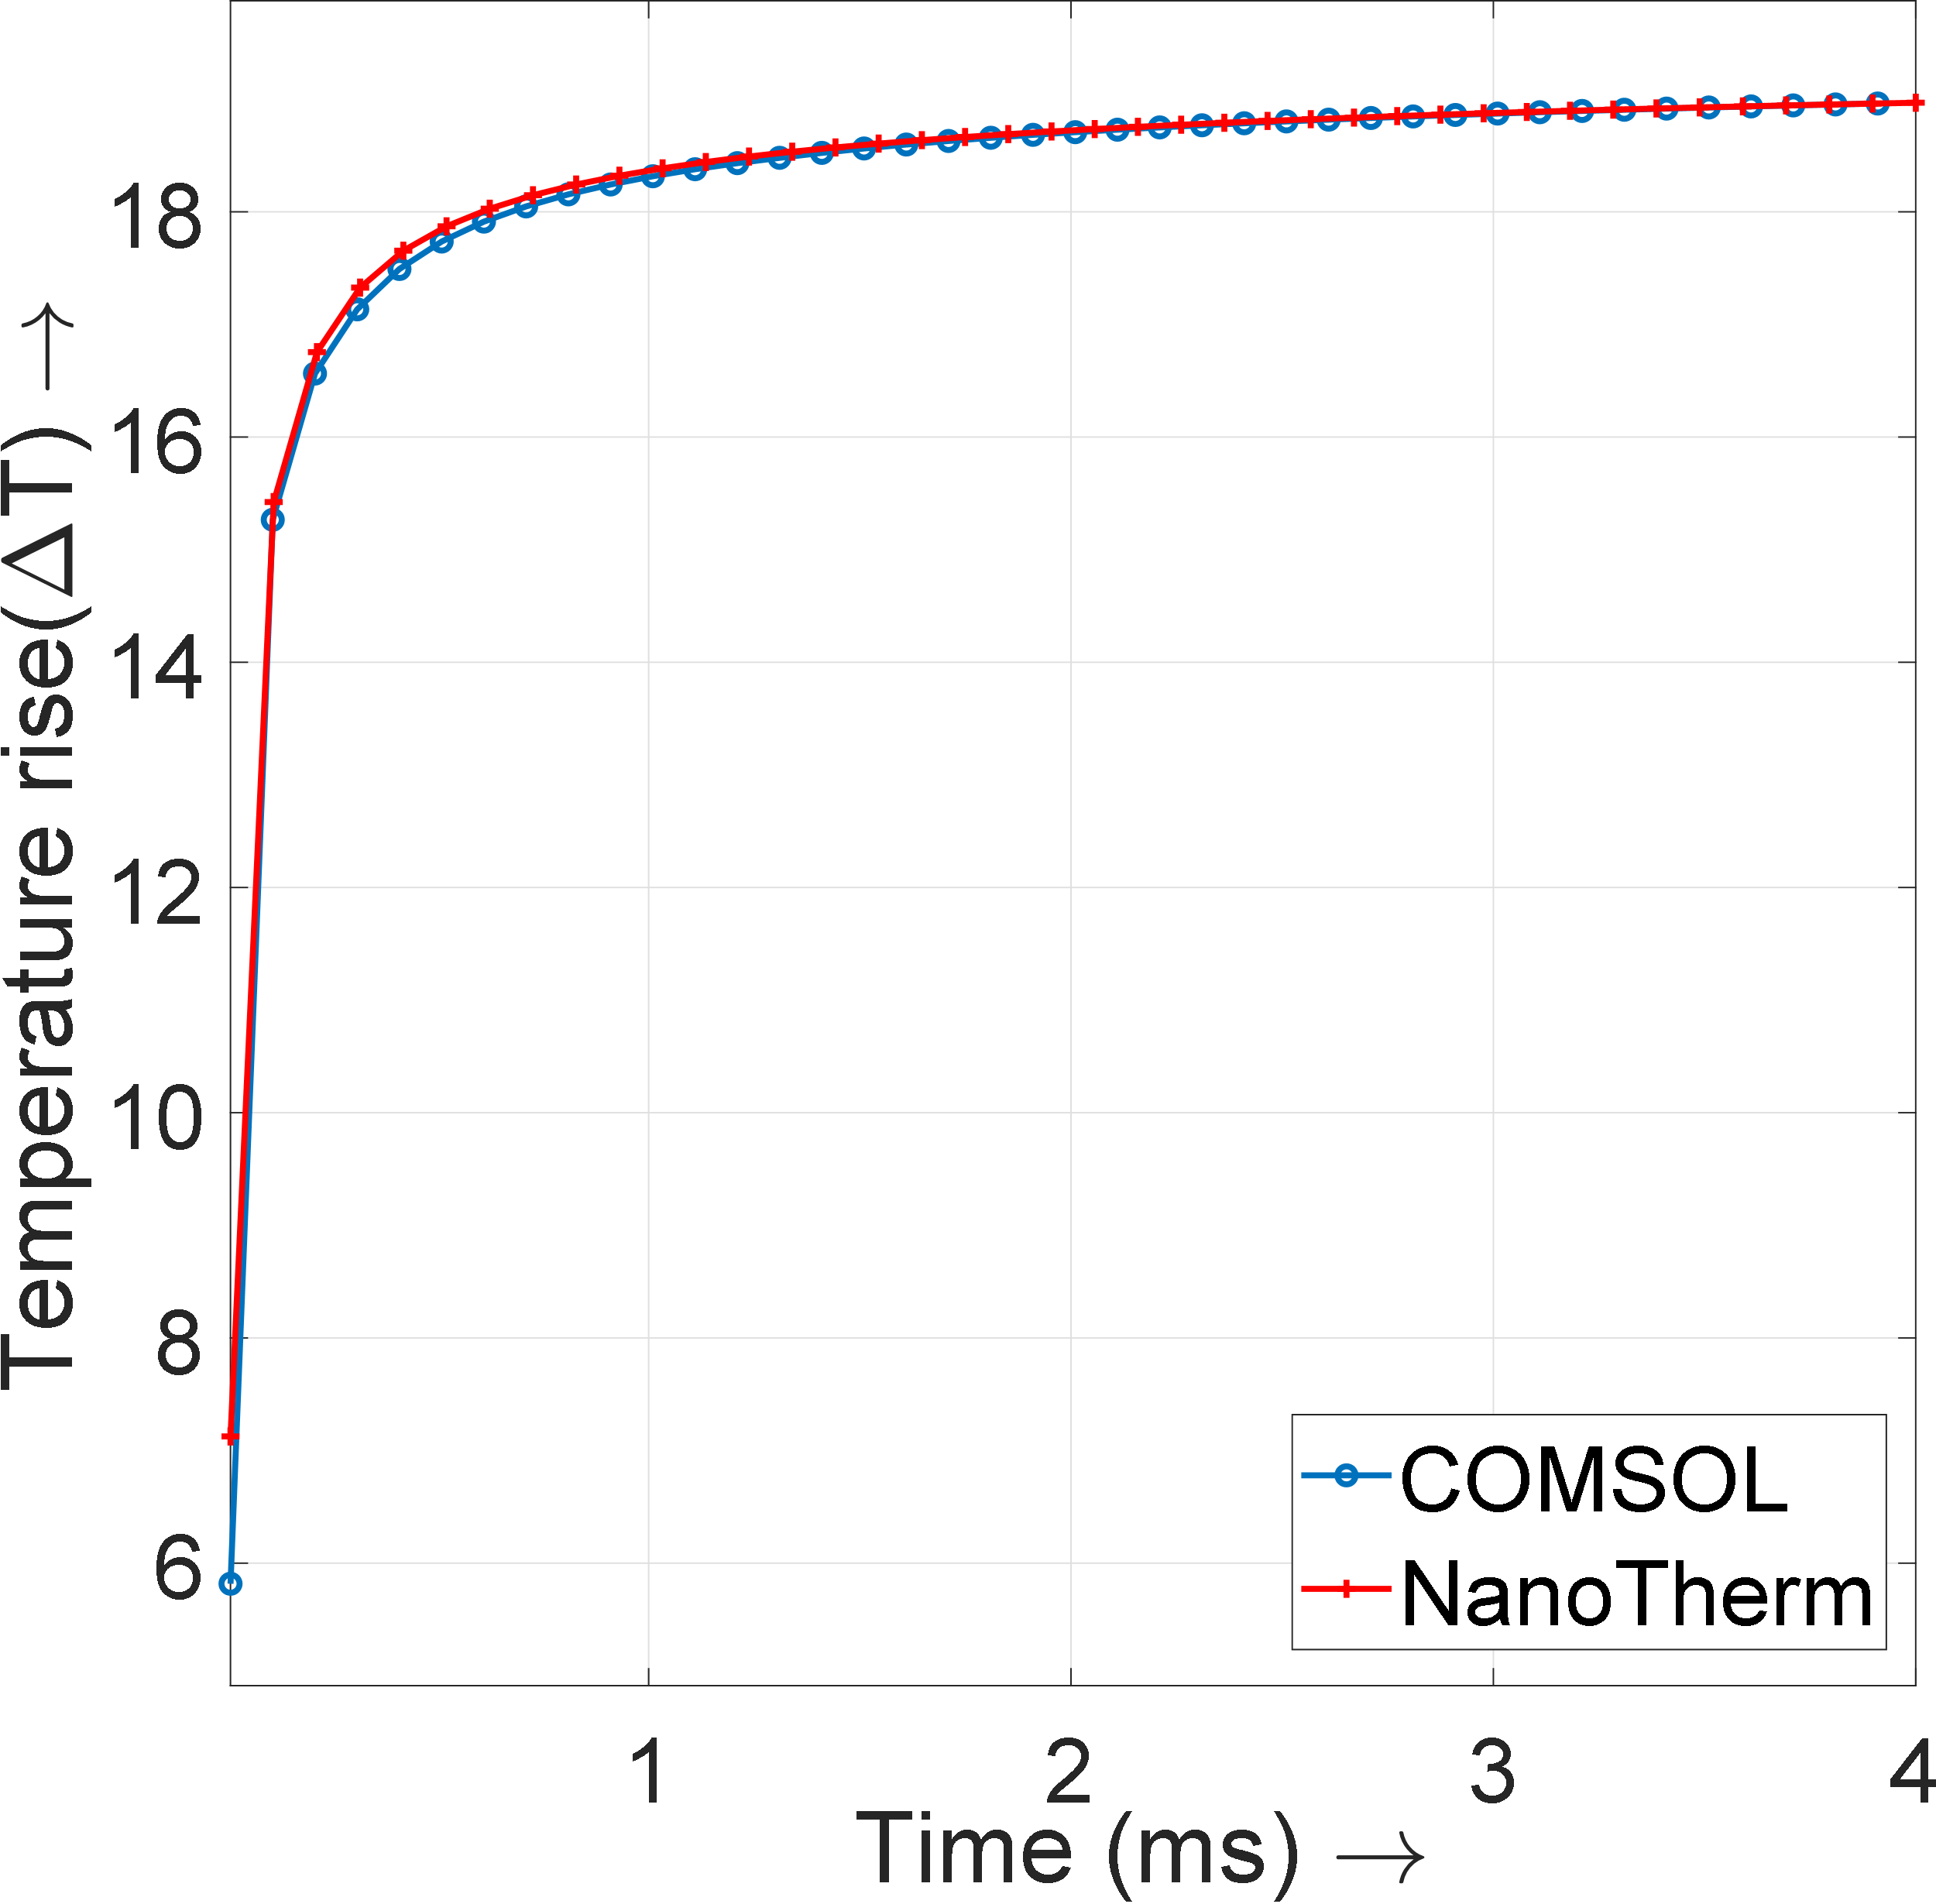 Temperature rise(ΔT) →
18
16
14
12
10
8
6
COMSOL
NanoTherm
1 2 3 4
Time (ms) →